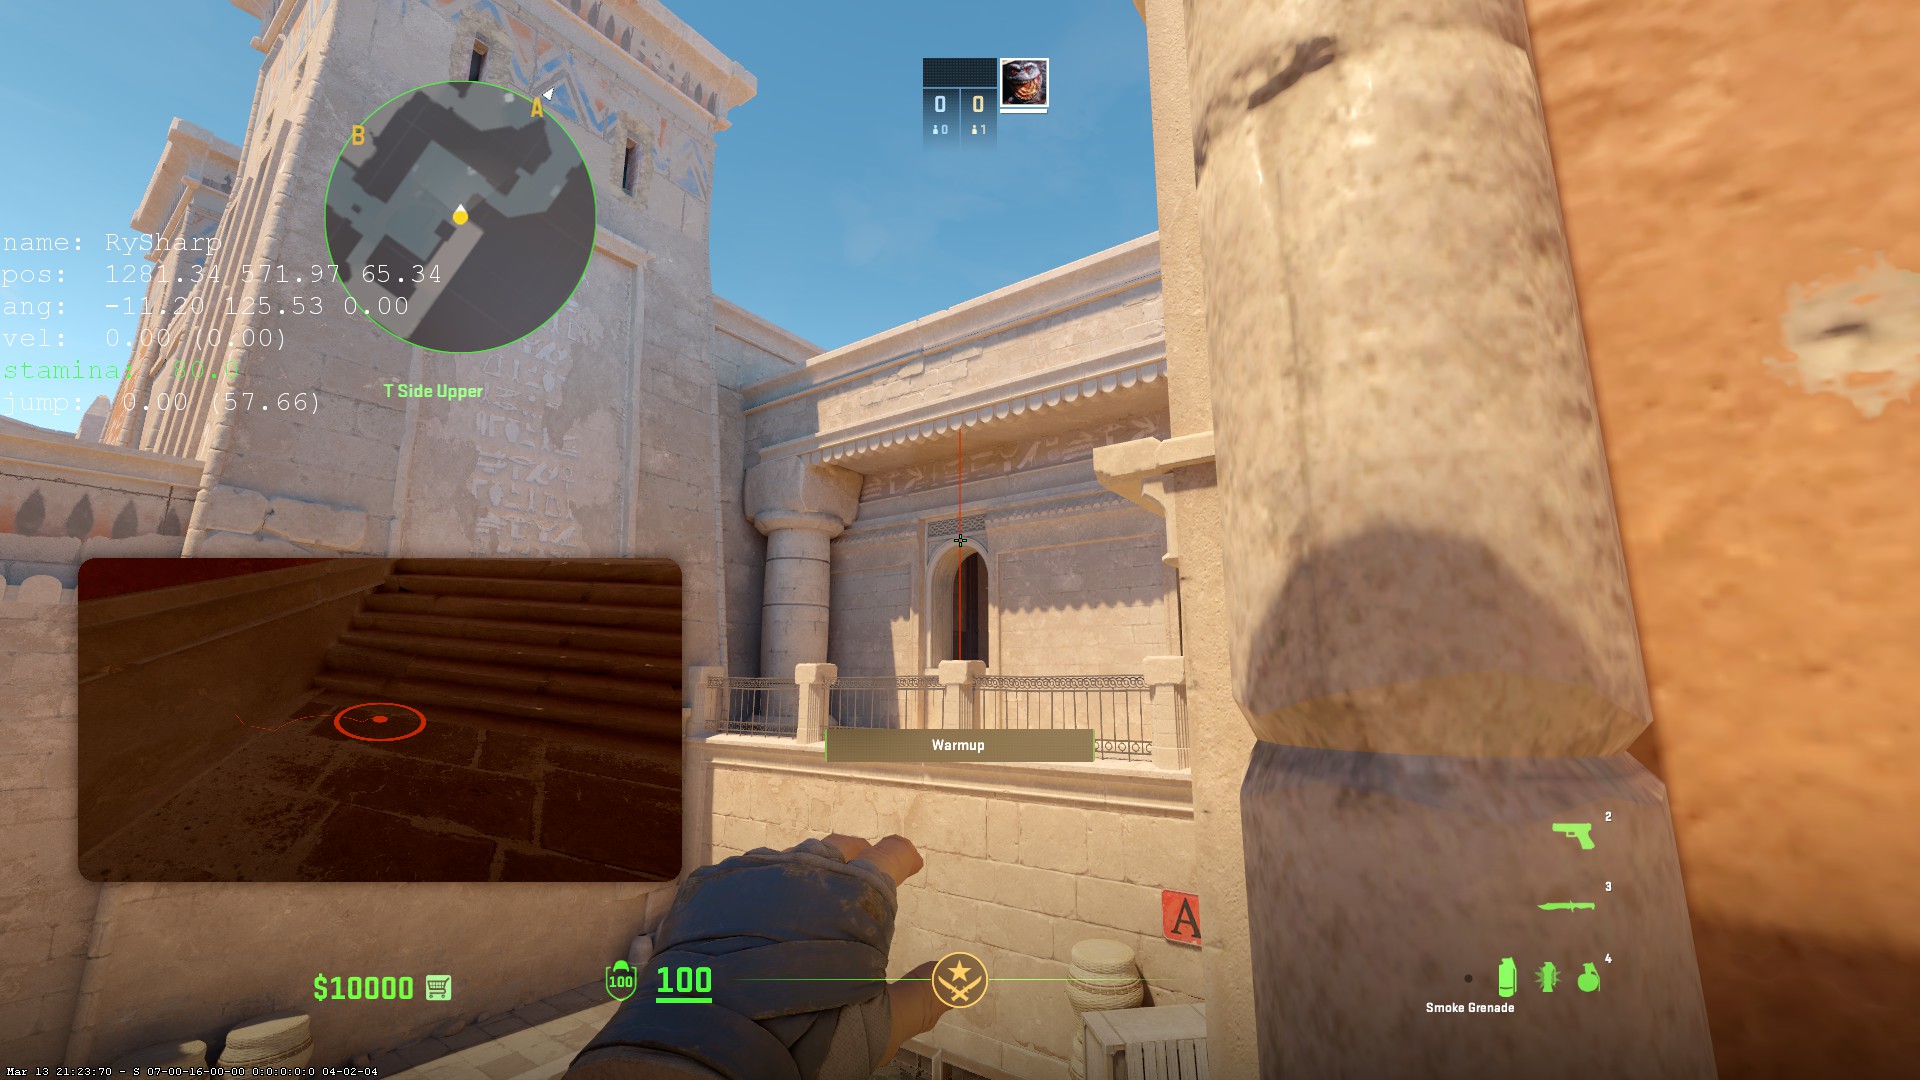 0 0
0 1
A
B
name: RySharp
pos: 1281.34 571.97 65.34
ang: -11.20 125.53 0.00
vel: 0.00 (0.00)
stamina: 80.0
jump: 0.00 (57.66)
T Side Upper
Warmup
2
3
A
4
$10000
100
100
Smoke Grenade
Mar 13 21:23:70 - S 07-00-16-00-00 0:0:0:0:0 04-02-04